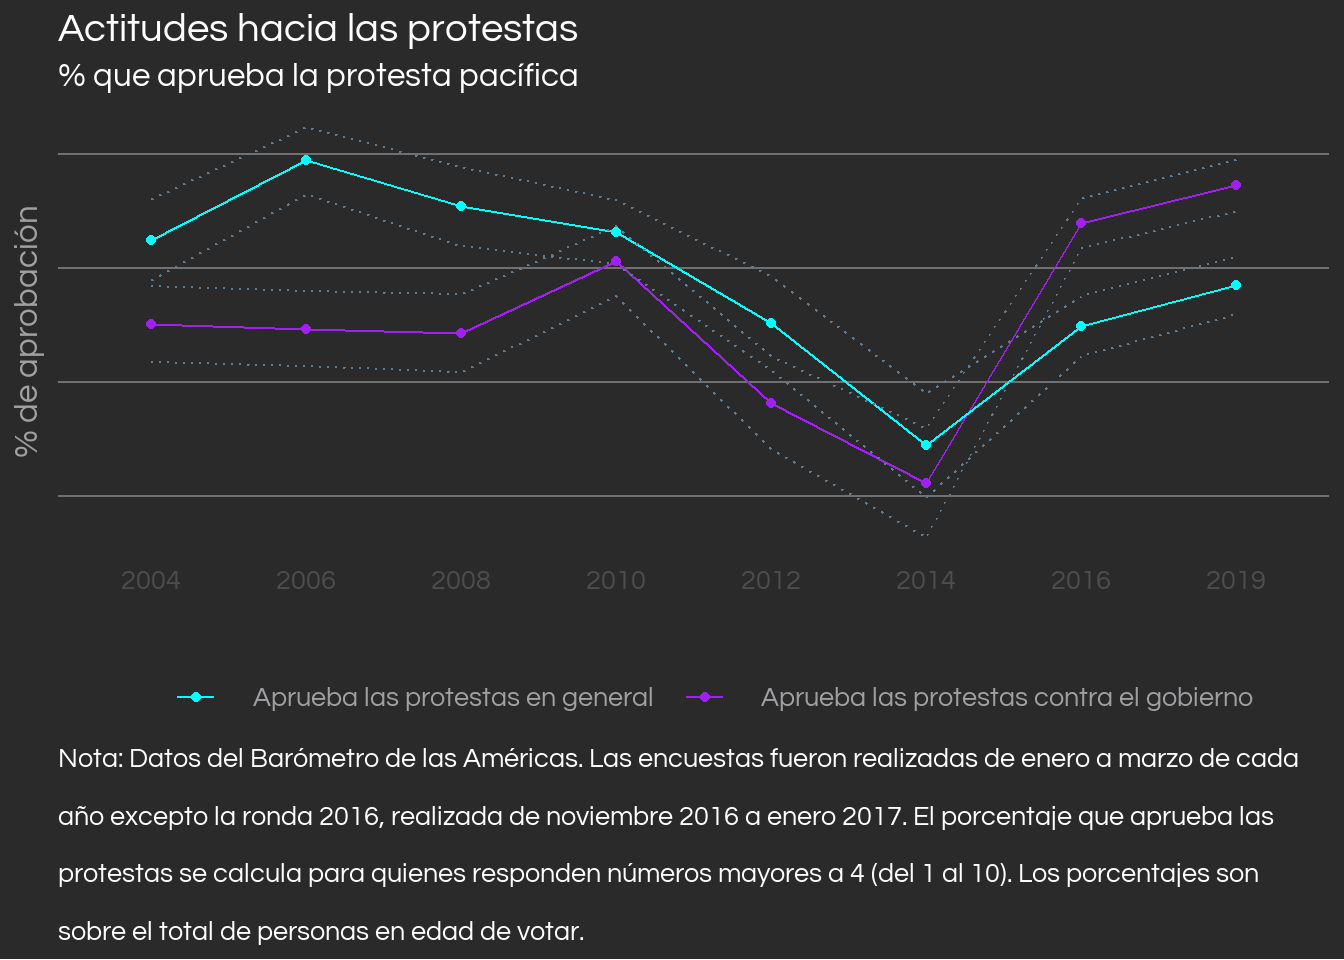 Actitudes hacia las protestas
% que aprueba la protesta pacífica
% de aprobación
2004 2006 2008 2010 2012 2014 2016 2019
Aprueba las protestas en general Aprueba las protestas contra el gobierno
Nota: Datos del Barómetro de las Américas. Las encuestas fueron realizadas de enero a marzo de cada
año excepto la ronda 2016, realizada de noviembre 2016 a enero 2017. El porcentaje que aprueba las
protestas se calcula para quienes responden números mayores a 4 (del 1 al 10). Los porcentajes son
sobre el total de personas en edad de votar.